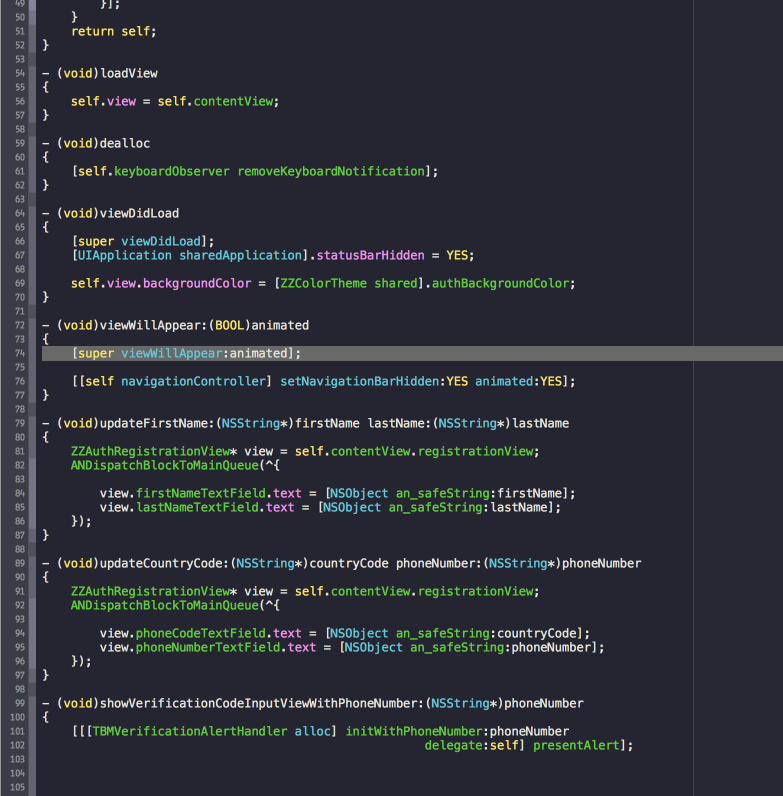 49 }];
50 }
51 return self;
52 }
53
54 - (void)loadView
55 {
56 self.view = self.contentView;
57 }
58
59 - (void)dealloc
60 {
61 [self.keyboardObserver removeKeyboardNotification];
62 }
63
64 - (void)viewDidLoad
65 {
66 [super viewDidLoad];
67 [UIApplication sharedApplication].statusBarHidden = YES;
68
69 self.view.backgroundColor = [ZZColorTheme shared].authBackgroundColor;
70 }
71
72 - (void)viewWillAppear:(BOOL)animated
73 {
74 [super viewWillAppear:animated];
75
76 [[self navigationController] setNavigationBarHidden:YES animated:YES];
77 }
78
79 - (void)updateFirstName:(NSString*)firstName lastName:(NSString*)lastName
80 {
81 ZZAuthRegistrationView* view = self.contentView.registrationView;
82 ANDispatchBlockToMainQueue(^{
83
84 view.firstNameTextField.text = [NSObject an_safeString:firstName];
85 view.lastNameTextField.text = [NSObject an_safeString:lastName];
86 });
87 }
88
89 - (void)updateCountryCode:(NSString*)countryCode phoneNumber:(NSString*)phoneNumber
90 {
91 ZZAuthRegistrationView* view = self.contentView.registrationView;
92 ANDispatchBlockToMainQueue(^{
93
94 view.phoneCodeTextField.text = [NSObject an_safeString:countryCode];
95 view.phoneNumberTextField.text = [NSObject an_safeString:phoneNumber];
96 });
97 }
98
99 - (void)showVerificationCodeInputViewWithPhoneNumber:(NSString*)phoneNumber
100 {
101 [[[TBMVerificationAlertHandler alloc] initWithPhoneNumber:phoneNumber
102 delegate:self] presentAlert];
103
104
105